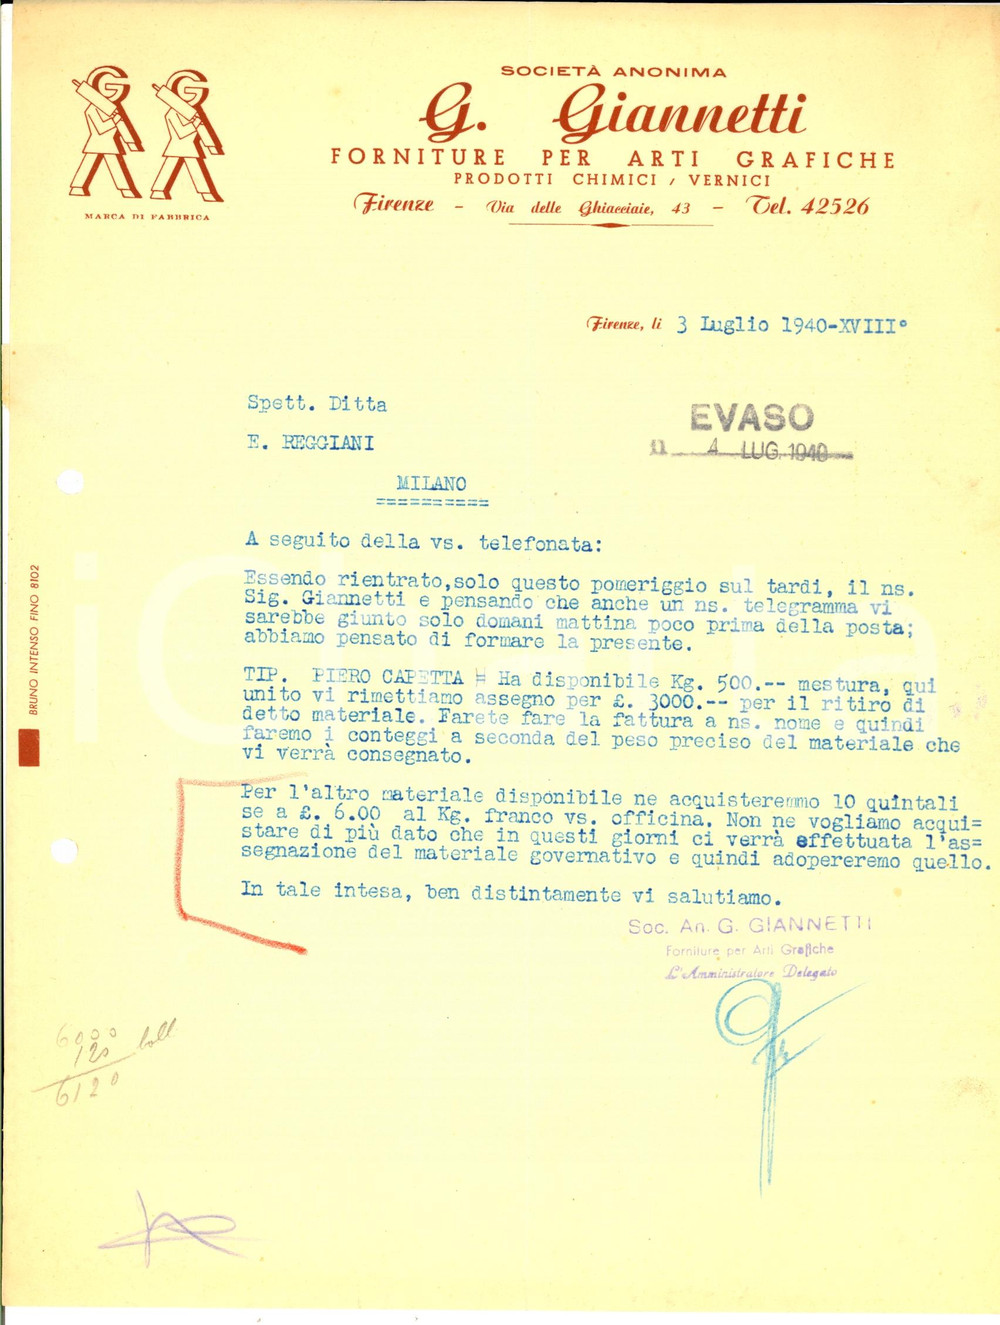 SOCIETÀ ANONIMA
G. Giannetti
FORNITURE PER ARTI GRAFICHE
PRODOTTI CHIMICI / VERNICI
Firenze - Via delle Ghiacciaie, 43 - Tel. 42526
MARCA DI FABBRICA
Firenze, li 3 Luglio 1940-XVIII°
Spett. Ditta
E. REGGIANI
MILANO
==========
EVASO
li 4 LUG. 1940
A seguito della vs. telefonata:
Essendo rientrato,solo questo pomeriggio sul tardi, il ns.
Sig. Giannetti e pensando che anche un ns. telegramma vi
sarebbe giunto solo domani mattina poco prima della posta;
abbiamo pensato di formare la presente.
TIP. PIERO CAPETTA = Ha disponibile Kg. 500.-- mestura, qui
unito vi rimettiamo assegno per £. 3000.-- per il ritiro di
detto materiale. Farete fare la fattura a ns. nome e quindi
faremo i conteggi a seconda del peso preciso del materiale che
vi verrà consegnato.
Per l'altro materiale disponibile ne acquisteremmo 10 quintali
se a £. 6.00 al Kg. franco vs. officina. Non ne vogliamo acqui=
stare di più dato che in questi giorni ci verrà effettuata l'as=
segnazione del materiale governativo e quindi adopereremo quello.
In tale intesa, ben distintamente vi salutiamo.
Soc. An. G. GIANNETTI
Forniture per Arti Grafiche
L'Amministratore Delegato
6000
120 boll
6120
BRUNO INTENSO FINO 8102